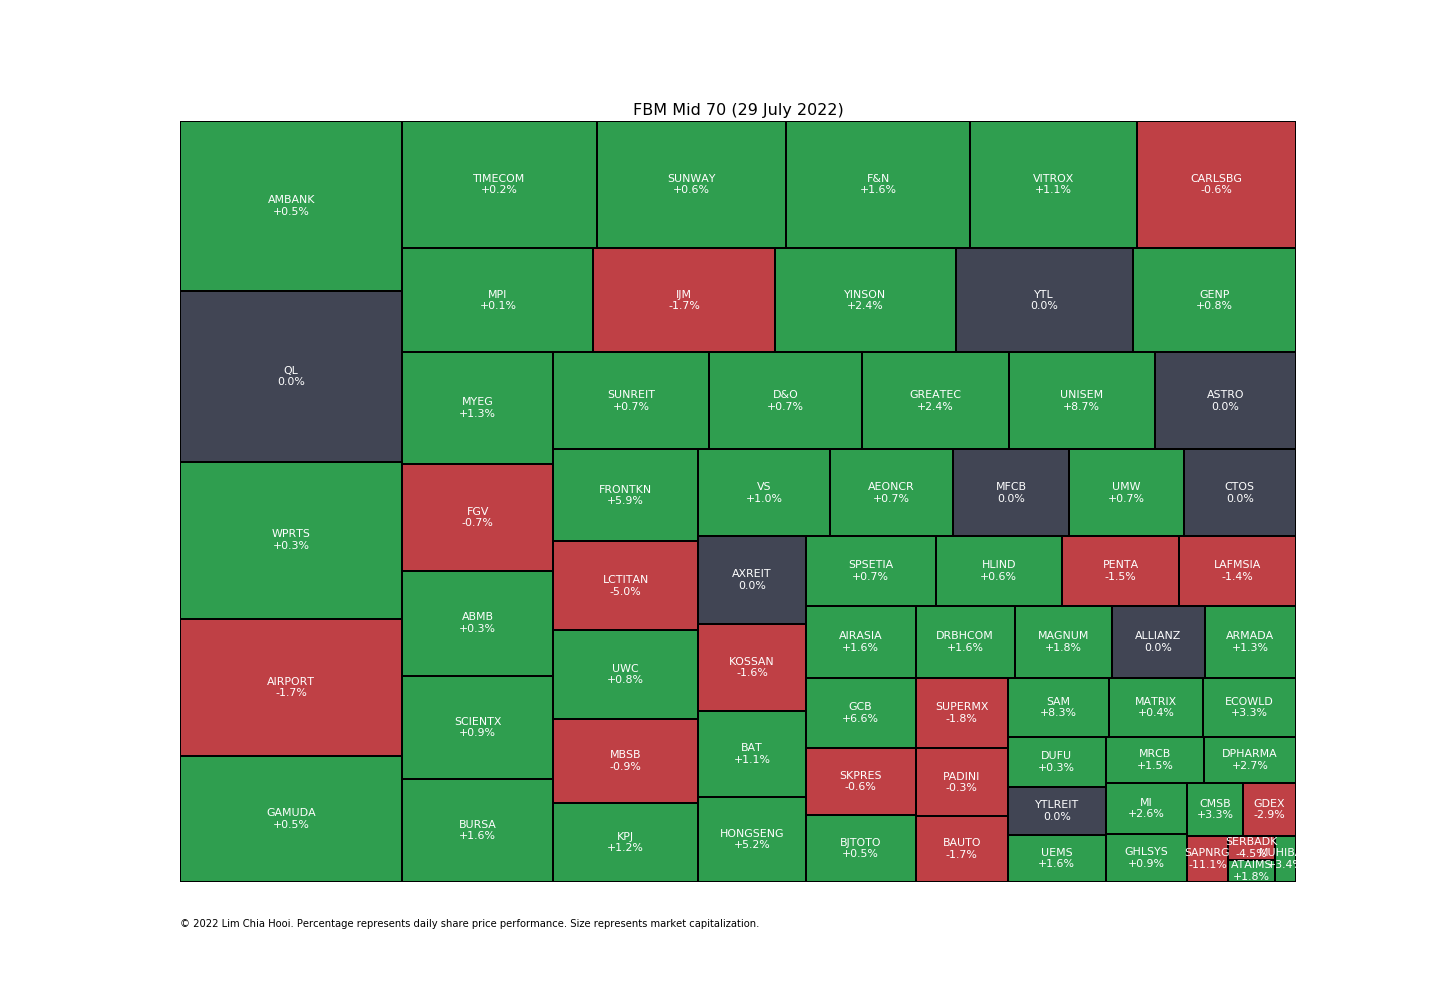 FBM Mid 70 (29 July 2022)
AMBANK
+0.5%
QL
0.0%
WPRTS
+0.3%
AIRPORT
-1.7%
GAMUDA
+0.5%
TIMECOM
+0.2%
SUNWAY
+0.6%
F&N
+1.6%
VITROX
+1.1%
CARLSBG
-0.6%
MPI
+0.1%
IJM
-1.7%
YINSON
+2.4%
YTL
0.0%
GENP
+0.8%
MYEG
+1.3%
FGV
-0.7%
ABMB
+0.3%
SCIENTX
+0.9%
BURSA
+1.6%
SUNREIT
+0.7%
D&O
+0.7%
GREATEC
+2.4%
UNISEM
+8.7%
ASTRO
0.0%
FRONTKN
+5.9%
LCTITAN
-5.0%
UWC
+0.8%
MBSB
-0.9%
KPJ
+1.2%
VS
+1.0%
AEONCR
+0.7%
MFCB
0.0%
UMW
+0.7%
CTOS
0.0%
AXREIT
0.0%
KOSSAN
-1.6%
BAT
+1.1%
HONGSENG
+5.2%
SPSETIA
+0.7%
HLIND
+0.6%
PENTA
-1.5%
LAFMSIA
-1.4%
AIRASIA
+1.6%
DRBHCOM
+1.6%
MAGNUM
+1.8%
ALLIANZ
0.0%
ARMADA
+1.3%
GCB
+6.6%
SKPRES
-0.6%
BJTOTO
+0.5%
SUPERMX
-1.8%
PADINI
-0.3%
BAUTO
-1.7%
SAM
+8.3%
MATRIX
+0.4%
ECOWLD
+3.3%
DUFU
+0.3%
YTLREIT
0.0%
UEMS
+1.6%
MRCB
+1.5%
DPHARMA
+2.7%
MI
+2.6%
GHLSYS
+0.9%
CMSB
+3.3%
GDEX
-2.9%
SAPNRG
-11.1%
SERBADK
-4.5%
ATAIMS
+1.8%
+3.4%
© 2022 Lim Chia Hooi. Percentage represents daily share price performance. Size represents market capitalization.